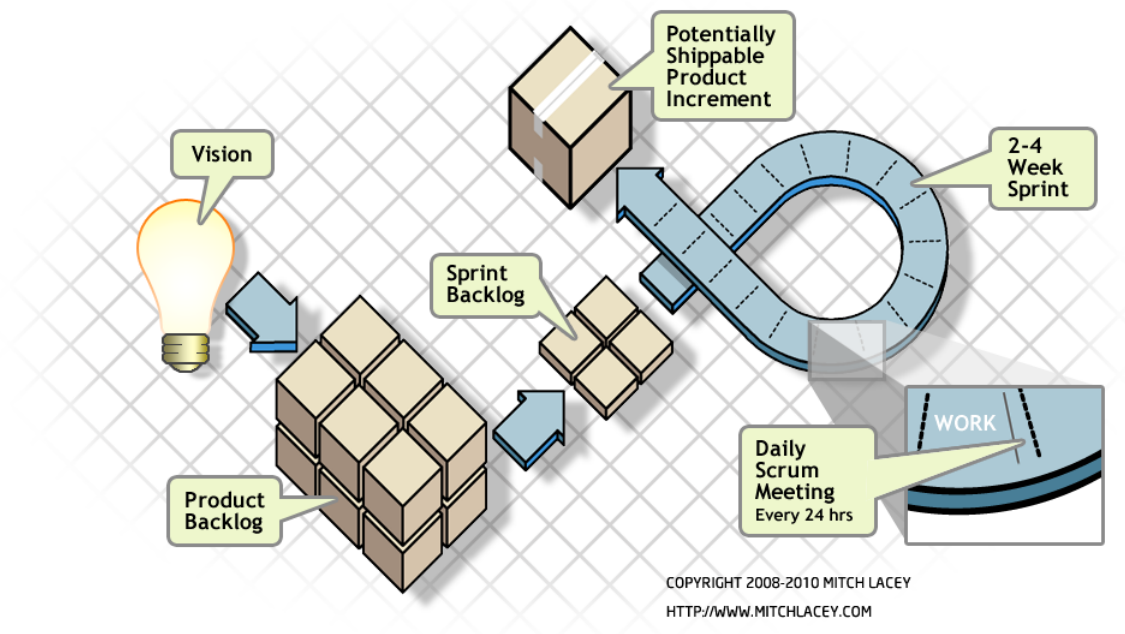 Potentially
Shippable
Product
Increment
Vision
2-4
Week
Sprint
Sprint
Backlog
WORK
Daily
Scrum
Meeting
Every 24 hrs
Product
Backlog
COPYRIGHT 2008-2010 MITCH LACEY
HTTP://WWW.MITCHLACEY.COM